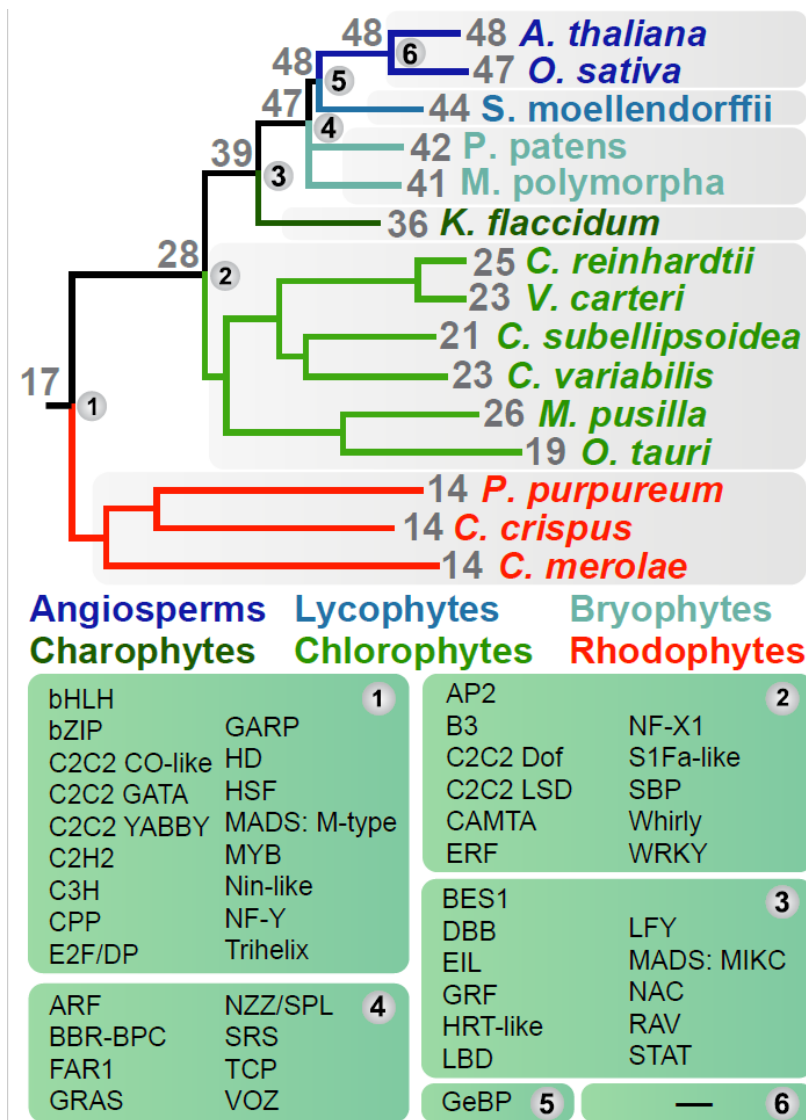 48 48 A. thaliana
6
48 47 O. sativa
5
47 44 S. moellendorffii
4
42 P. patens
39 41 M. polymorpha
3
36 K. flaccidum
28 25 C. reinhardtii
2
23 V. carteri
21 C. subellipsoidea
17 23 C. variabilis
1
26 M. pusilla
19 O. tauri
14 P. purpureum
14 C. crispus
14 C. merolae
Angiosperms Lycophytes Bryophytes
Charophytes Chlorophytes Rhodophytes
1
bHLH
bZIP
C2C2 CO-like
C2C2 GATA
C2C2 YABBY
C2H2
C3H
CPP
E2F/DP
GARP
HD
HSF
MADS: M-type
MYB
Nin-like
NF-Y
Trihelix
2
AP2
B3
C2C2 Dof
C2C2 LSD
CAMTA
ERF
NF-X1
S1Fa-like
SBP
Whirly
WRKY
3
BES1
DBB
EIL
GRF
HRT-like
LBD
LFY
MADS: MIKC
NAC
RAV
STAT
4
ARF
BBR-BPC
FAR1
GRAS
NZZ/SPL
SRS
TCP
VOZ
GeBP 5
— 6